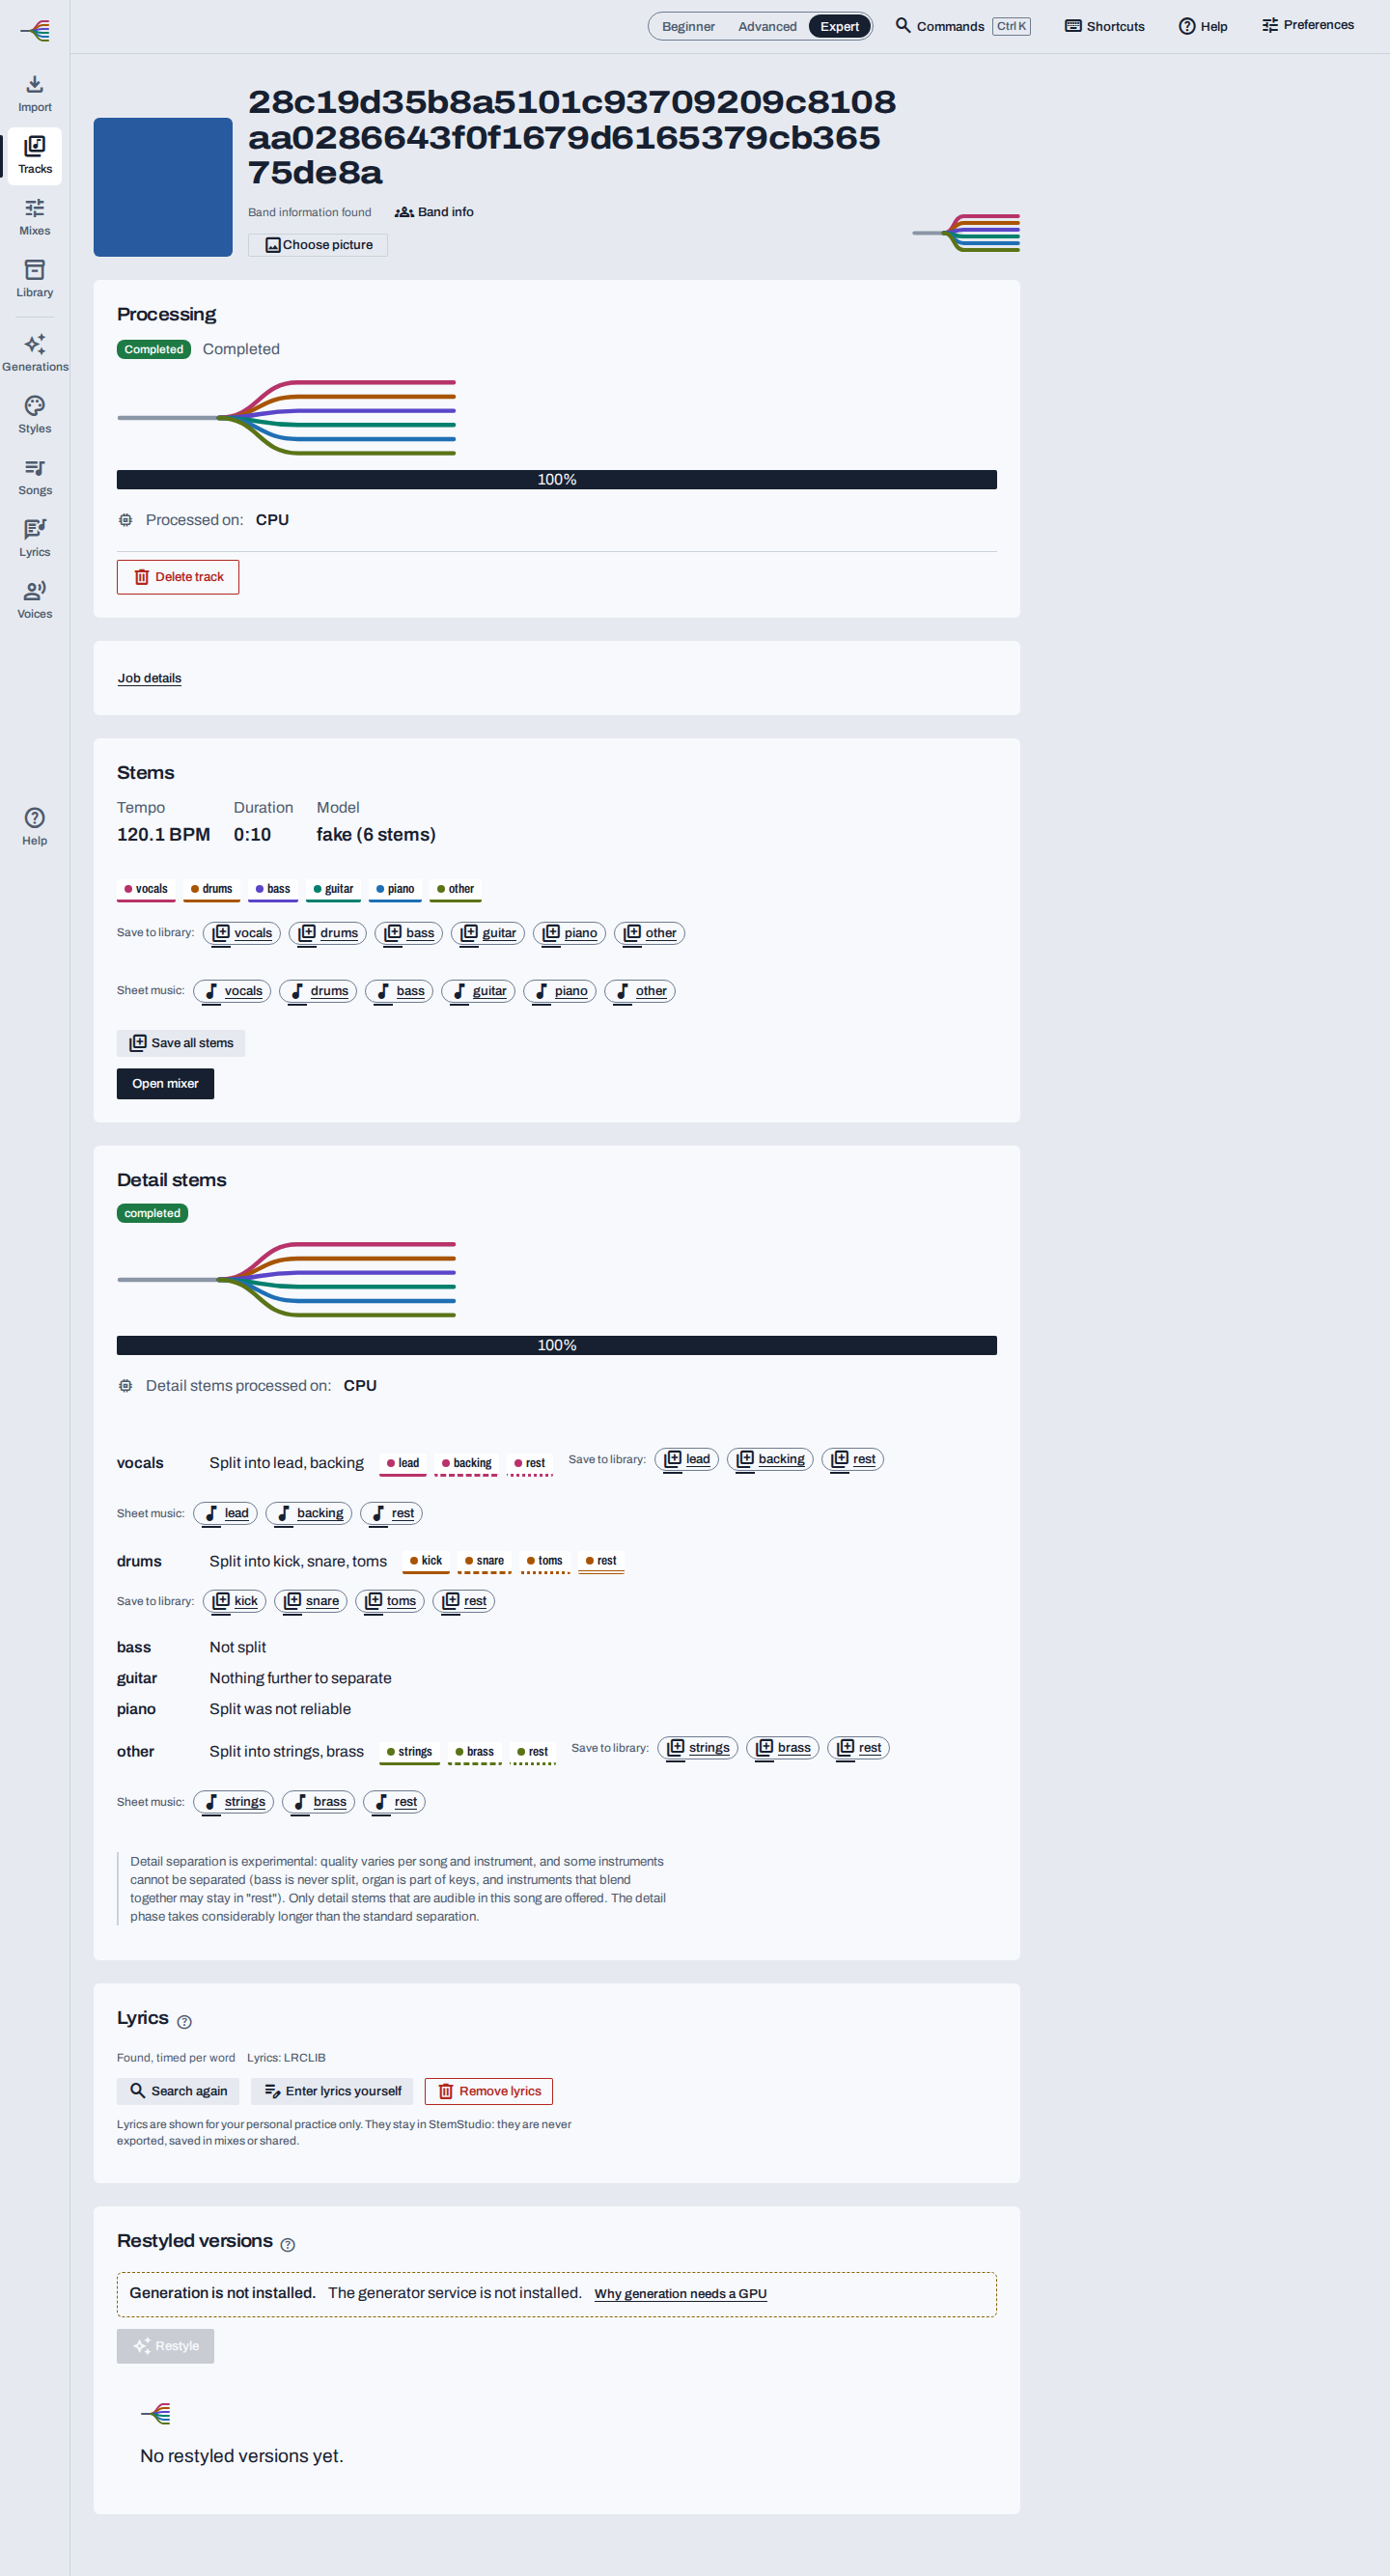 Beginner Advanced Expert Commands Ctrl K Shortcuts Help Preferences
Import
Tracks
Mixes
Library
Generations
Styles
Songs
Lyrics
Voices
Help
28c19d35b8a5101c93709209c8108
aa0286643f0f1679d6165379cb365
75de8a
Band information found Band info
Choose picture
Processing
Completed Completed
100%
Processed on: CPU
Delete track
Job details
Stems
Tempo Duration Model
120.1 BPM 0:10 fake (6 stems)
vocals drums bass guitar piano other
Save to library: vocals drums bass guitar piano other
Sheet music: vocals drums bass guitar piano other
Save all stems
Open mixer
Detail stems
completed
100%
Detail stems processed on: CPU
vocals Split into lead, backing lead backing rest Save to library: lead backing rest
Sheet music: lead backing rest
drums Split into kick, snare, toms kick snare toms rest
Save to library: kick snare toms rest
bass Not split
guitar Nothing further to separate
piano Split was not reliable
other Split into strings, brass strings brass rest Save to library: strings brass rest
Sheet music: strings brass rest
Detail separation is experimental: quality varies per song and instrument, and some instruments
cannot be separated (bass is never split, organ is part of keys, and instruments that blend
together may stay in "rest"). Only detail stems that are audible in this song are offered. The detail
phase takes considerably longer than the standard separation.
Lyrics
Found, timed per word Lyrics: LRCLIB
Search again Enter lyrics yourself Remove lyrics
Lyrics are shown for your personal practice only. They stay in StemStudio: they are never
exported, saved in mixes or shared.
Restyled versions
Generation is not installed. The generator service is not installed. Why generation needs a GPU
Restyle
No restyled versions yet.